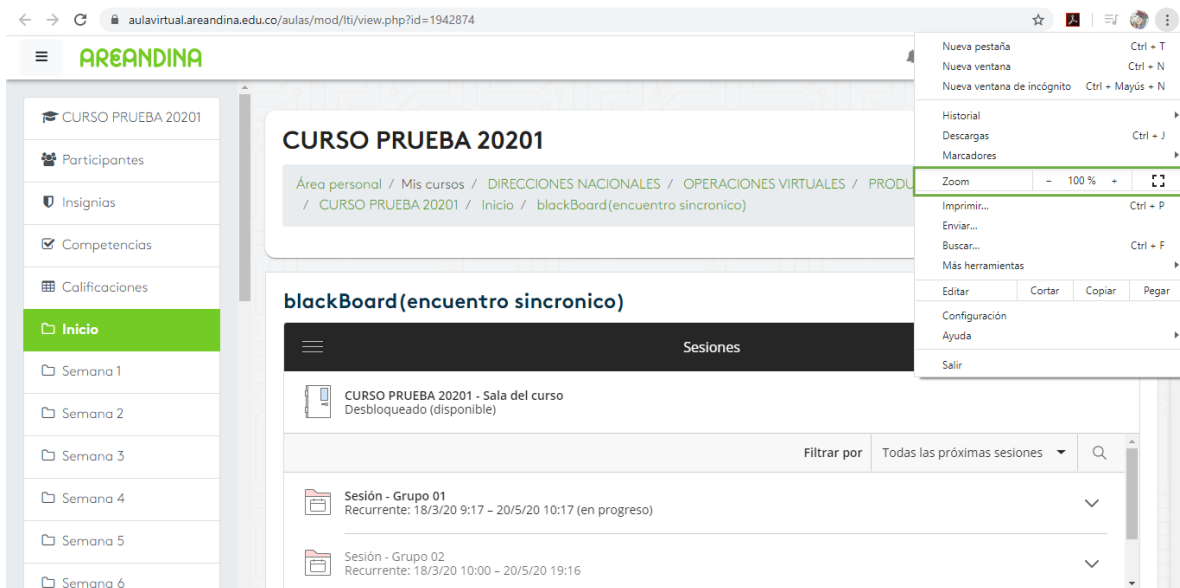 aulavirtual.areandina.edu.co/aulas/mod/lti/view.php?id=1942874
AREANDINA
CURSO PRUEBA 20201
Participantes
Insignias
Competencias
Calificaciones
Inicio
Semana 1
Semana 2
Semana 3
Semana 4
Semana 5
Semana 6
CURSO PRUEBA 20201
Área personal / Mis cursos / DIRECCIONES NACIONALES / OPERACIONES VIRTUALES / PRODU
/ CURSO PRUEBA 20201 / Inicio / blackBoard(encuentro sincronico)
blackBoard(encuentro sincronico)
Sesiones
CURSO PRUEBA 20201 - Sala del curso
Desbloqueado (disponible)
Filtrar por Todas las próximas sesiones
Sesión - Grupo 01
Recurrente: 18/3/20 9:17 – 20/5/20 10:17 (en progreso)
Sesión - Grupo 02
Recurrente: 18/3/20 10:00 – 20/5/20 19:16
Nueva pestaña Ctrl + T
Nueva ventana Ctrl + N
Nueva ventana de incógnito Ctrl + Mayús + N
Historial
Descargas Ctrl + J
Marcadores
Zoom - 100 % +
Imprimir... Ctrl + P
Enviar...
Buscar... Ctrl + F
Más herramientas
Editar Cortar Copiar Pegar
Configuración
Ayuda
Salir